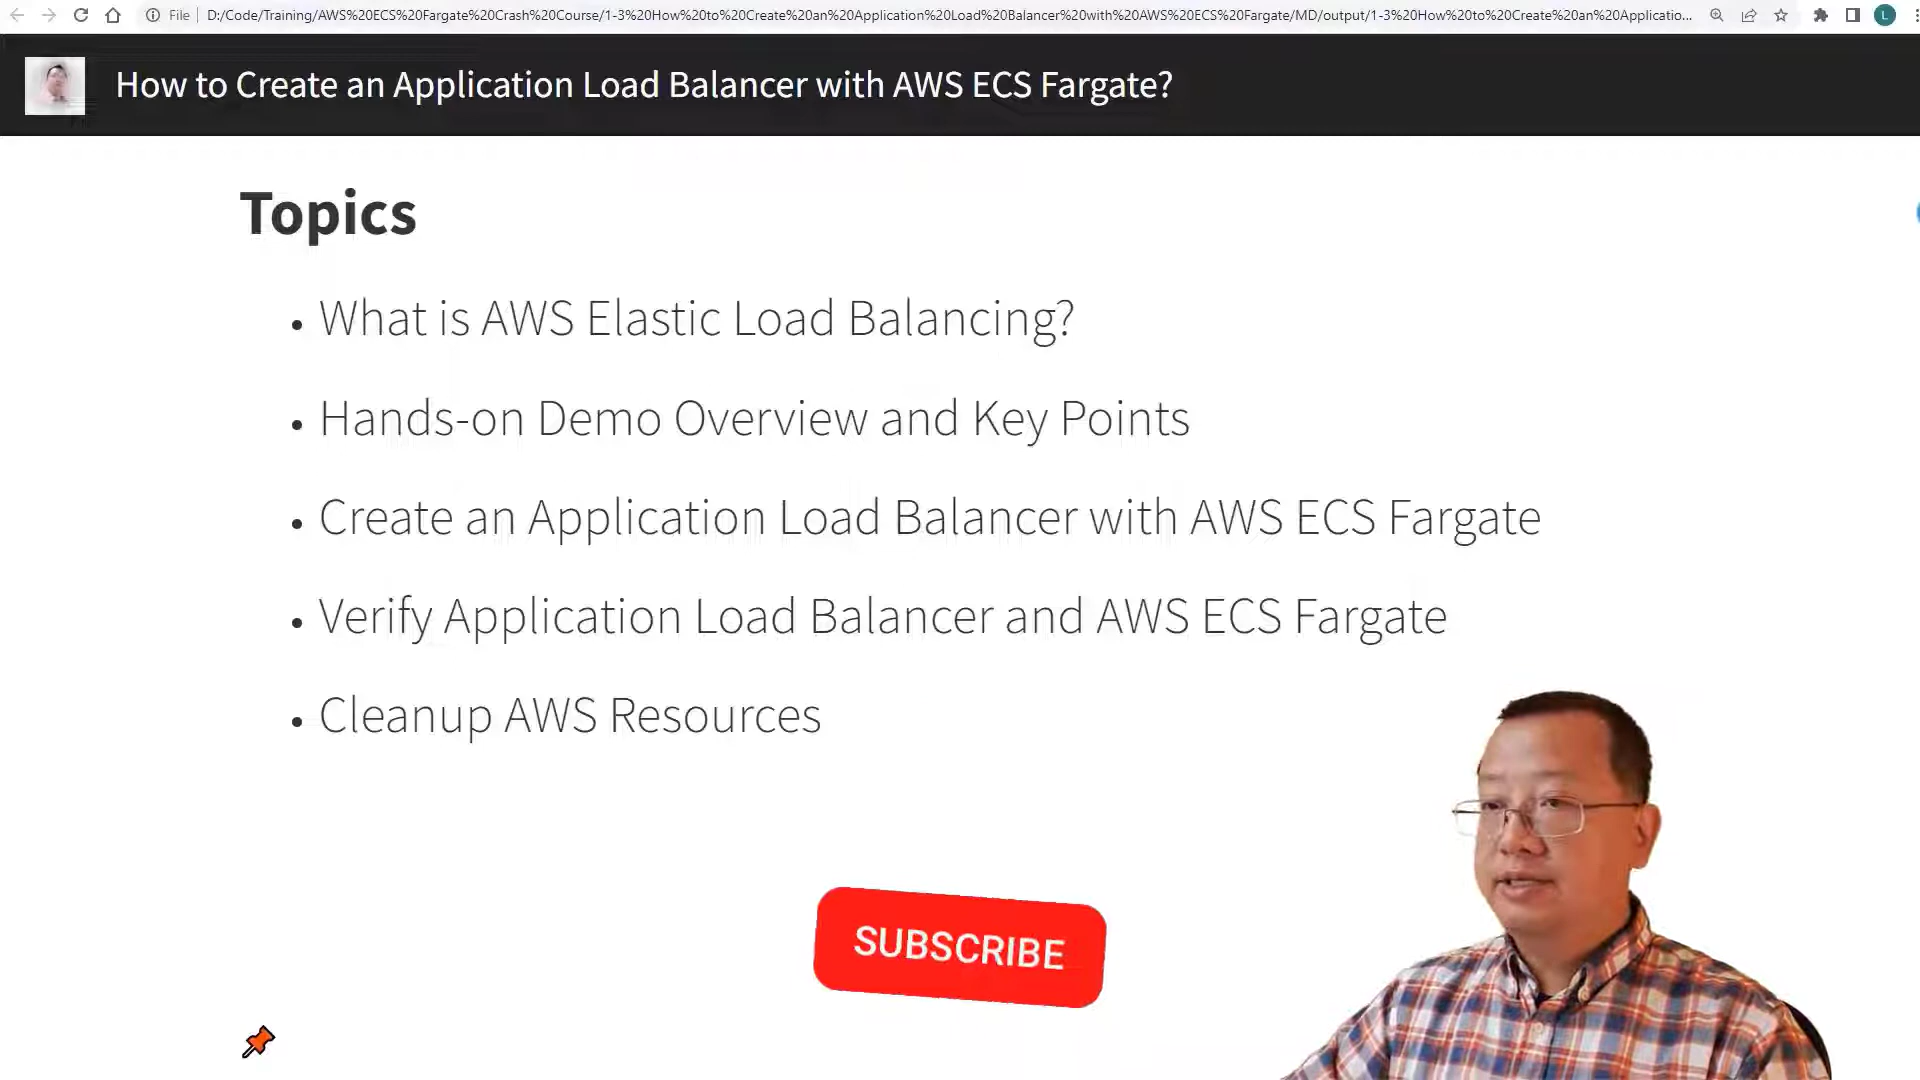 File
D:/Code/Training/AWS%20ECS%20Fargate%20Crash%20Course/1-3%20How%20to%20Create%20an%20Application%20Load%20Balancer%20with%20AWS%20ECS%20Fargate/MD/output/1-3%20How%20to%20Create%20an%20Applicatio...
L
How to Create an Application Load Balancer with AWS ECS Fargate?
Topics
• What is AWS Elastic Load Balancing?
• Hands-on Demo Overview and Key Points
• Create an Application Load Balancer with AWS ECS Fargate
• Verify Application Load Balancer and AWS ECS Fargate
• Cleanup AWS Resources
SUBSCRIBE